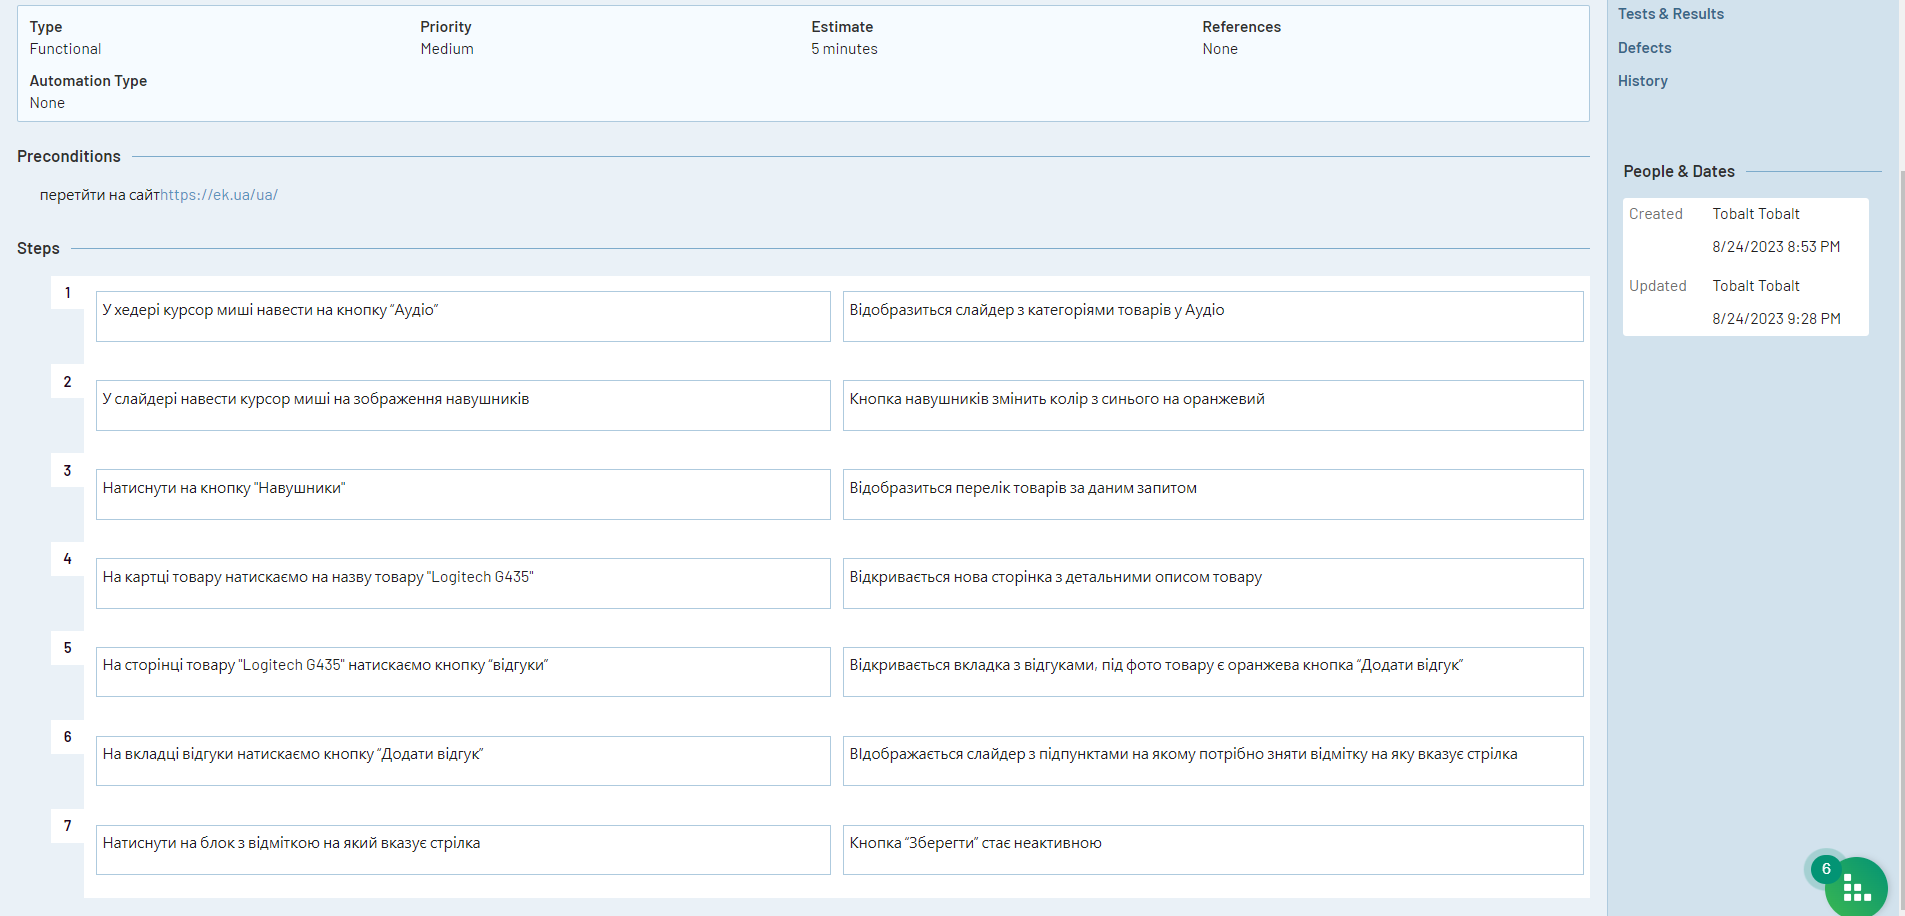 Type
Functional
Priority
Medium
Estimate
5 minutes
References
None
Automation Type
None
Preconditions
перетйти на сайтhttps://ek.ua/ua/
Steps
1
У хедері курсор миші навести на кнопку “Аудіо”
Відобразиться слайдер з категоріями товарів у Аудіо
2
У слайдері навести курсор миші на зображення навушників
Кнопка навушників змінить колір з синього на оранжевий
3
Натиснути на кнопку "Навушники"
Відобразиться перелік товарів за даним запитом
4
На картці товару натискаємо на назву товару "Logitech G435"
Відкривається нова сторінка з детальними описом товару
5
На сторінці товару "Logitech G435" натискаємо кнопку “відгуки”
Відкривається вкладка з відгуками, під фото товару є оранжева кнопка “Додати відгук”
6
На вкладці відгуки натискаємо кнопку “Додати відгук”
ВІдображається слайдер з підпунктами на якому потрібно зняти відмітку на яку вказує стрілка
7
Натиснути на блок з відміткою на який вказує стрілка
Кнопка “Зберегти” стає неактивною
Tests & Results
Defects
History
People & Dates
Created
Tobalt Tobalt
8/24/2023 8:53 PM
Updated
Tobalt Tobalt
8/24/2023 9:28 PM
6